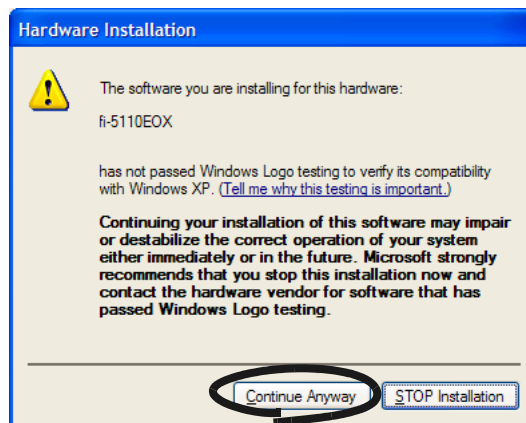 Hardware Installation
The software you are installing for this hardware:
fi-5110EOX
has not passed Windows Logo testing to verify its compatibility
with Windows XP. (Tell me why this testing is important.)
Continuing your installation of this software may impair
or destabilize the correct operation of your system
either immediately or in the future. Microsoft strongly
recommends that you stop this installation now and
contact the hardware vendor for software that has
passed Windows Logo testing.
Continue Anyway STOP Installation